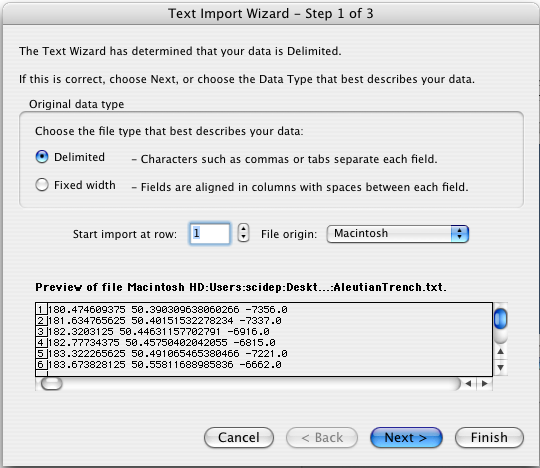 Text Import Wizard – Step 1 of 3
The Text Wizard has determined that your data is Delimited.
If this is correct, choose Next, or choose the Data Type that best describes your data.
Original data type
Choose the file type that best describes your data:
Delimited – Characters such as commas or tabs separate each field.
Fixed width – Fields are aligned in columns with spaces between each field.
Start import at row: 1 File origin: Macintosh
Preview of file Macintosh HD:Users:scidep:Deskt...:AleutianTrench.txt.
1 180.474609375 50.390309638060266 -7356.0
2 181.634765625 50.40151532278234 -7337.0
3 182.3203125 50.44631157702791 -6916.0
4 182.77734375 50.45750402042055 -6815.0
5 183.322265625 50.491065465380466 -7221.0
6 183.673828125 50.55811688985836 -6662.0
Cancel < Back Next > Finish